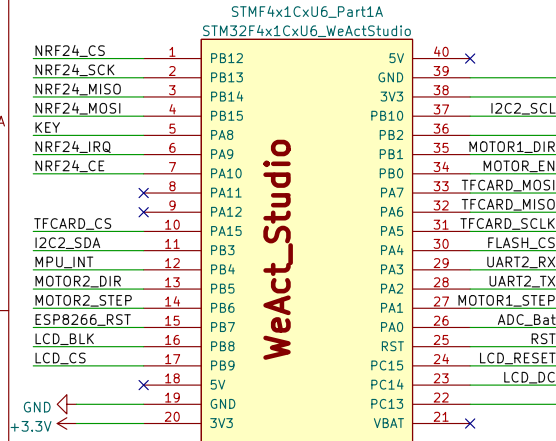 STMF4x1CxU6_Part1A
STM32F4x1CxU6_WeActStudio
NRF24_CS 1 PB12 5V 40
NRF24_SCK 2 PB13 GND 39
NRF24_MISO 3 PB14 3V3 38
NRF24_MOSI 4 PB15 PB10 37 I2C2_SCL
KEY 5 PA8 PB2 36
NRF24_IRQ 6 PA9 PB1 35 MOTOR1_DIR
NRF24_CE 7 PA10 PB0 34 MOTOR_EN
8 PA11 PA7 33 TFCARD_MOSI
9 PA12 PA6 32 TFCARD_MISO
TFCARD_CS 10 PA15 PA5 31 TFCARD_SCLK
I2C2_SDA 11 PB3 PA4 30 FLASH_CS
MPU_INT 12 PB4 PA3 29 UART2_RX
MOTOR2_DIR 13 PB5 PA2 28 UART2_TX
MOTOR2_STEP 14 PB6 PA1 27 MOTOR1_STEP
ESP8266_RST 15 PB7 PA0 26 ADC_Bat
LCD_BLK 16 PB8 RST 25 RST
LCD_CS 17 PB9 PC15 24 LCD_RESET
18 5V PC14 23 LCD_DC
GND 19 GND PC13 22
+3.3V 20 3V3 VBAT 21
WeAct_Studio
A